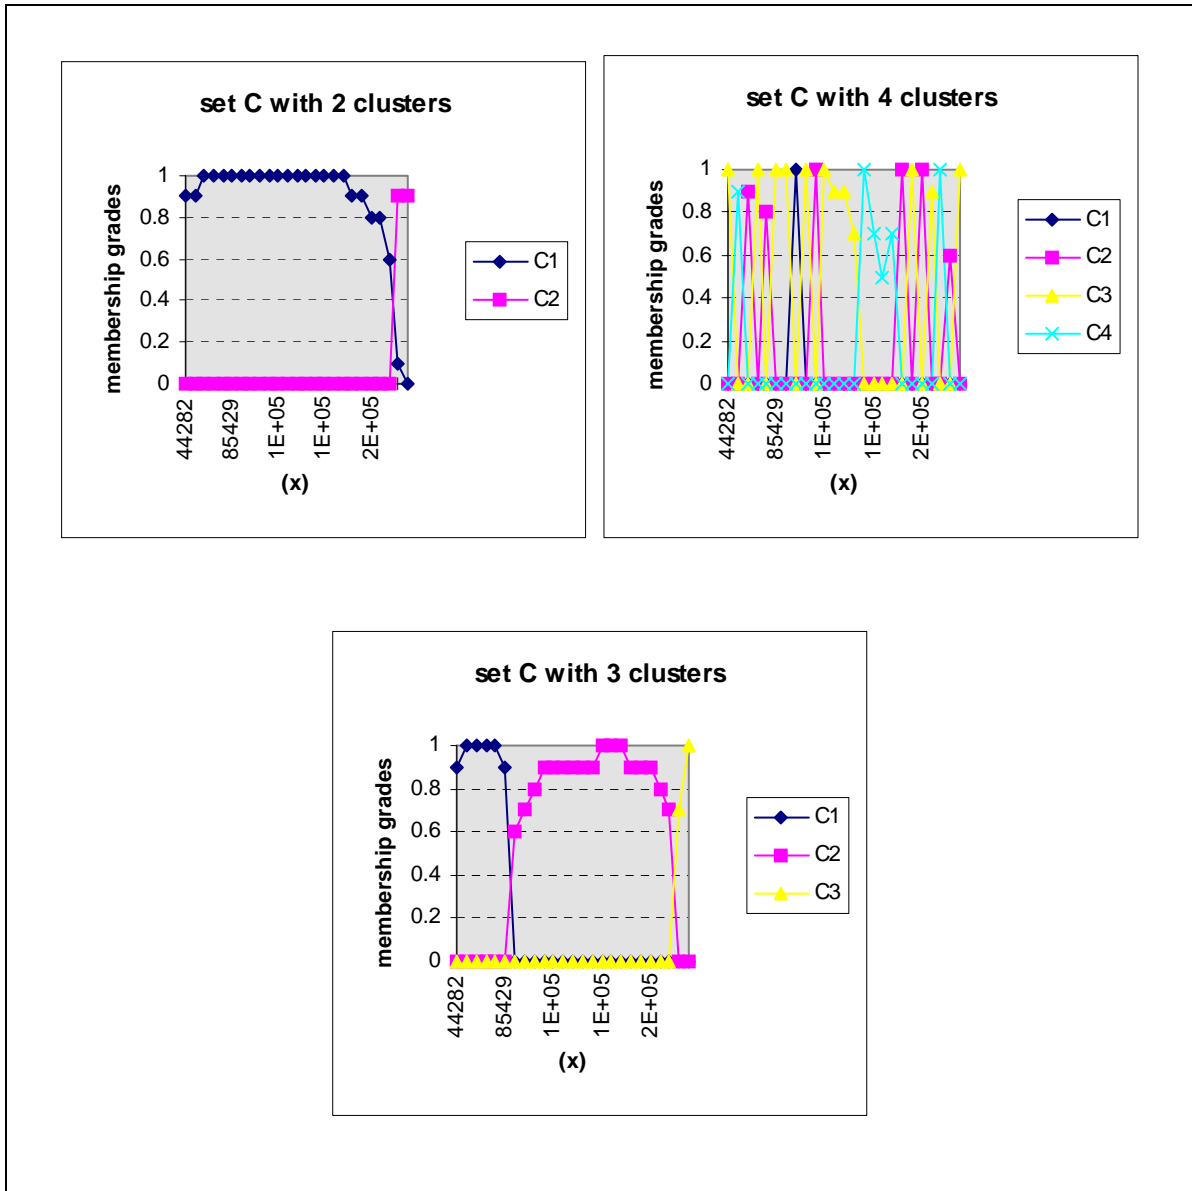 set C with 2 clusters
membership grades
1
0.8
0.6
0.4
0.2
0
44282
85429
1E+05
1E+05
2E+05
(x)
C1
C2
set C with 4 clusters
membership grades
1
0.8
0.6
0.4
0.2
0
44282
85429
1E+05
1E+05
2E+05
(x)
C1
C2
C3
C4
set C with 3 clusters
membership grades
1
0.8
0.6
0.4
0.2
0
44282
85429
1E+05
1E+05
2E+05
(x)
C1
C2
C3